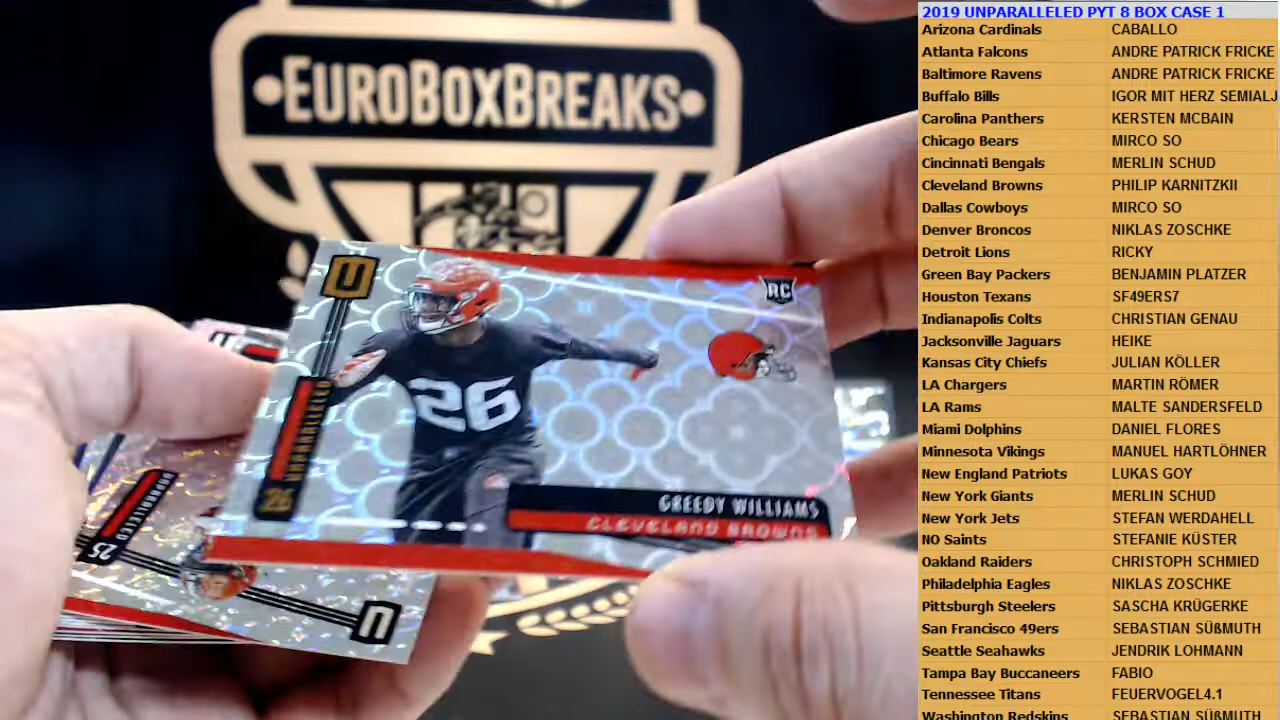 EUROBOXBREAKS
U
UNPARALLELED
26
26
RC
GREEDY WILLIAMS
CLEVELAND BROWNS
UNPARALLELED
25
U
2019 UNPARALLELED PYT 8 BOX CASE 1
Arizona Cardinals CABALLO
Atlanta Falcons ANDRE PATRICK FRICKE
Baltimore Ravens ANDRE PATRICK FRICKE
Buffalo Bills IGOR MIT HERZ SEMIALJ
Carolina Panthers KERSTEN MCBAIN
Chicago Bears MIRCO SO
Cincinnati Bengals MERLIN SCHUD
Cleveland Browns PHILIP KARNITZKII
Dallas Cowboys MIRCO SO
Denver Broncos NIKLAS ZOSCHKE
Detroit Lions RICKY
Green Bay Packers BENJAMIN PLATZER
Houston Texans SF49ERS7
Indianapolis Colts CHRISTIAN GENAU
Jacksonville Jaguars HEIKE
Kansas City Chiefs JULIAN KÖLLER
LA Chargers MARTIN RÖMER
LA Rams MALTE SANDERSFELD
Miami Dolphins DANIEL FLORES
Minnesota Vikings MANUEL HARTLÖHNER
New England Patriots LUKAS GOY
New York Giants MERLIN SCHUD
New York Jets STEFAN WERDAHELL
NO Saints STEFANIE KÜSTER
Oakland Raiders CHRISTOPH SCHMIED
Philadelphia Eagles NIKLAS ZOSCHKE
Pittsburgh Steelers SASCHA KRÜGERKE
San Francisco 49ers SEBASTIAN SÜßMUTH
Seattle Seahawks JENDRIK LOHMANN
Tampa Bay Buccaneers FABIO
Tennessee Titans FEUERVOGEL4.1
Washington Redskins SEBASTIAN SÜßMUTH